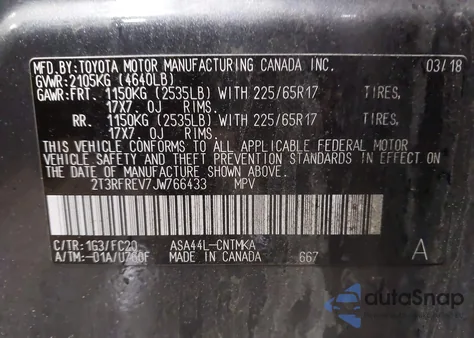 MFD.BY:TOYOTA MOTOR MANUFACTURING CANADA INC. 03/18
GVWR:2105KG (4640LB)
GAWR:FRT. 1150KG (2535LB) WITH 225/65R17 TIRES,
17X7. 0J RIMS.
RR. 1150KG (2535LB) WITH 225/65R17 TIRES,
17X7. 0J RIMS.
THIS VEHICLE CONFORMS TO ALL APPLICABLE FEDERAL MOTOR
VEHICLE SAFETY AND THEFT PREVENTION STANDARDS IN EFFECT ON
THE DATE OF MANUFACTURE SHOWN ABOVE.
2T3RFREV7JW766433 MPV
C/TR:1G3/FC20 ASA44L-CNTMKA
A/TM:-01A/U760F MADE IN CANADA 667 A
autoSnap